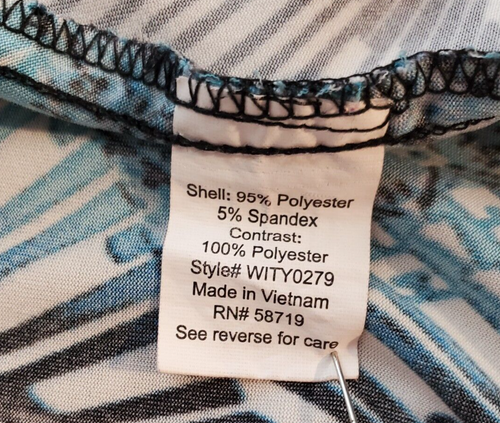 Shell: 95% Polyester
5% Spandex
Contrast:
100% Polyester
Style# WITY0279
Made in Vietnam
RN# 58719
See reverse for care